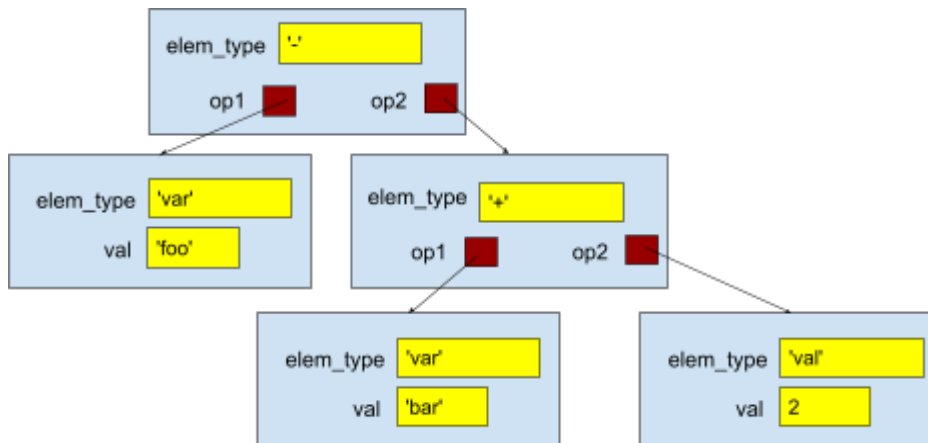 elem_type '-'
op1 op2
elem_type 'var'
val 'foo'
elem_type '+'
op1 op2
elem_type 'var'
val 'bar'
elem_type 'val'
val 2